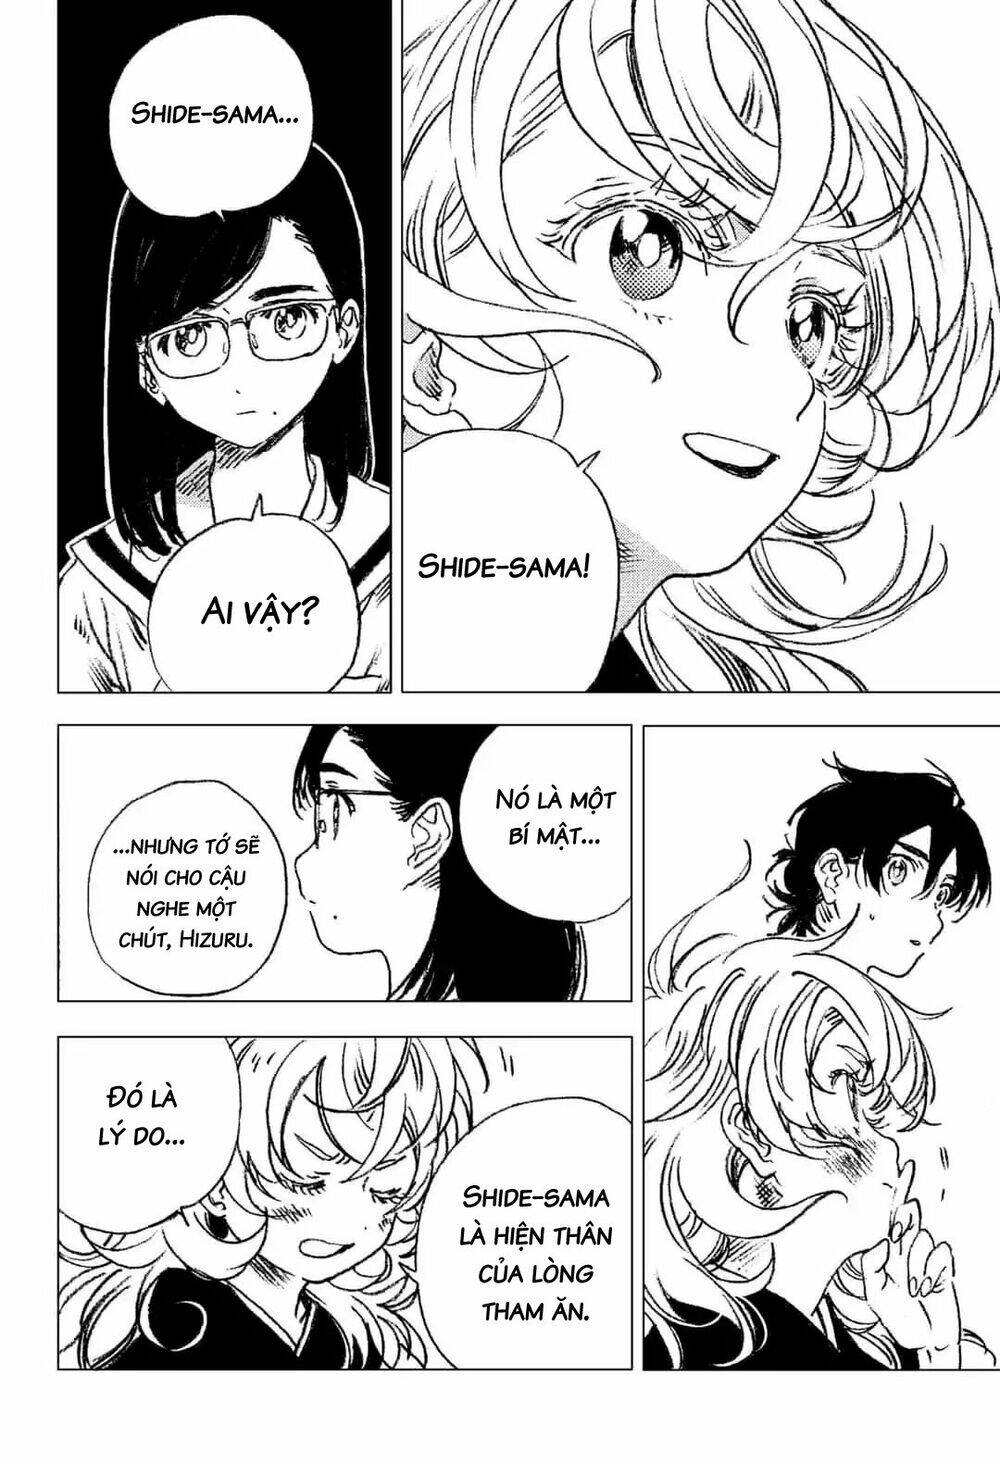 SHIDE-SAMA!
SHIDE-SAMA...
AI VẬY?
NÓ LÀ MỘT
BÍ MẬT...
...NHƯNG TỚ SẼ
NÓI CHO CẬU
NGHE MỘT
CHÚT, HIZURU.
SHIDE-SAMA
LÀ HIỆN THÂN
CỦA LÒNG
THAM ĂN.
ĐÓ LÀ
LÝ DO...